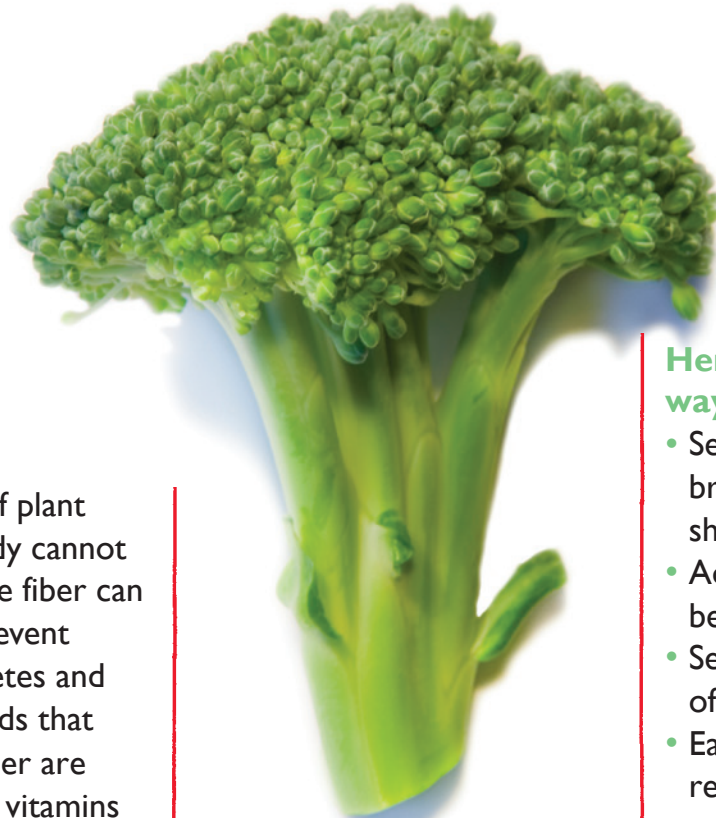 f plant
dy cannot
e fiber can
event
etes and
ds that
er are
vitamins
Her
way
• Se
br
sh
• Ac
be
• Se
of
• Ea
re